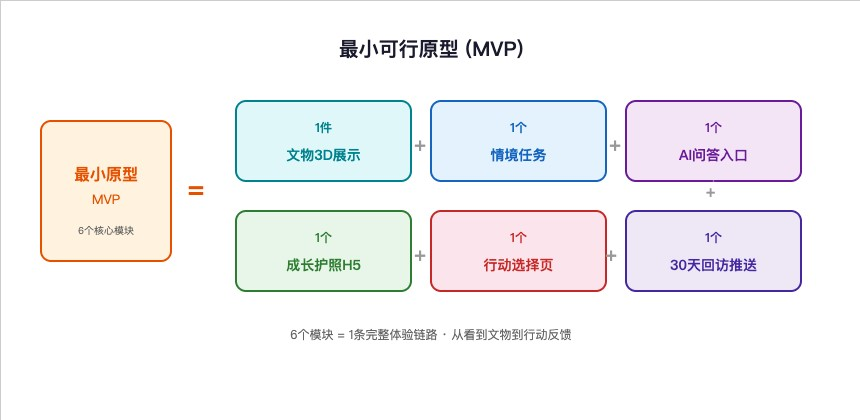 最小可行原型 (MVP)
最小原型
MVP
6个核心模块
=
1件
文物3D展示
+
1个
情境任务
+
1个
AI问答入口
+
1个
成长护照H5
+
1个
行动选择页
+
1个
30天回访推送
6个模块 = 1条完整体验链路 · 从看到文物到行动反馈